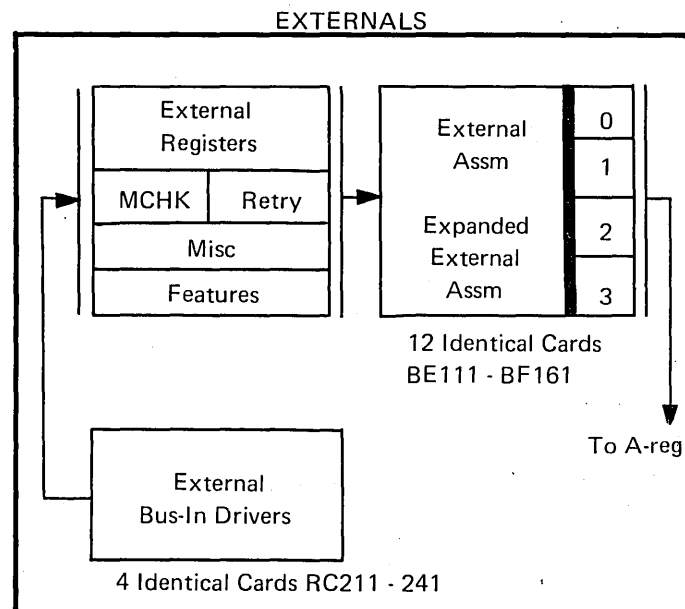 EXTERNALS
External
Registers
MCHK
Retry
Misc
Features
External
Assm
Expanded
External
Assm
0
1
2
3
12 Identical Cards
BE111 - BF161
To A-reg
External
Bus-In Drivers
4 Identical Cards RC211 - 241